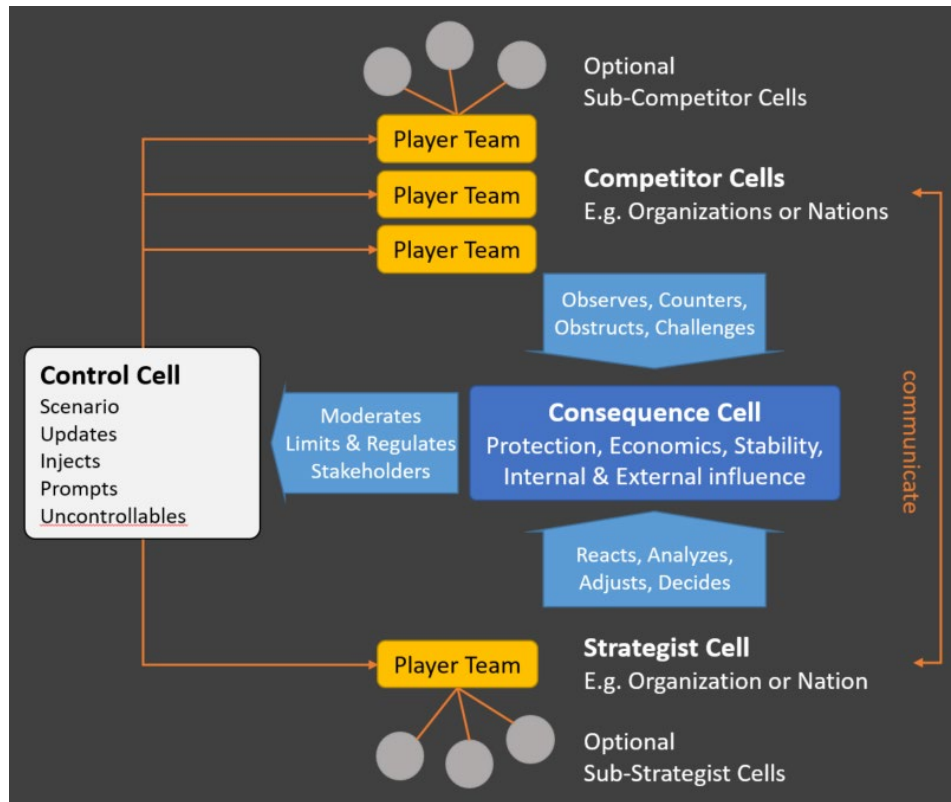 Optional
Sub-Competitor Cells
Player Team
Player Team
Player Team
Competitor Cells
E.g. Organizations or Nations
Observes, Counters,
Obstructs, Challenges
Control Cell
Scenario
Updates
Injects
Prompts
Uncontrollables
Moderates
Limits & Regulates
Stakeholders
Consequence Cell
Protection, Economics, Stability,
Internal & External influence
communicate
Reacts, Analyzes,
Adjusts, Decides
Player Team
Strategist Cell
E.g. Organization or Nation
Optional
Sub-Strategist Cells